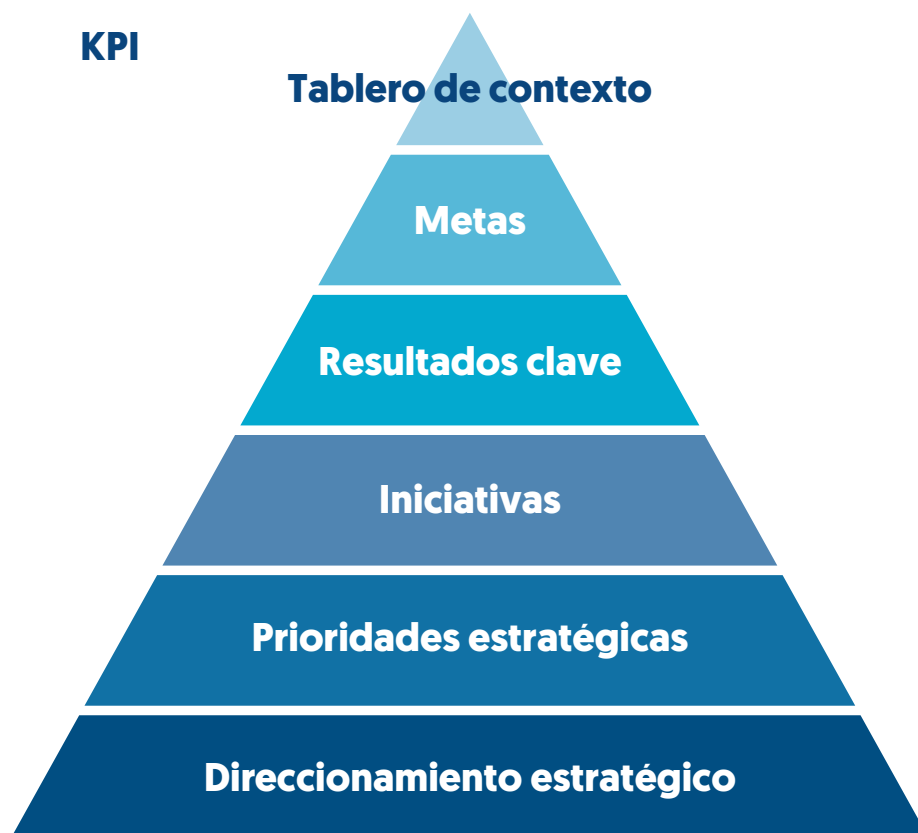 KPI
Tablero de contexto
Metas
Resultados clave
Iniciativas
Prioridades estratégicas
Direccionamiento estratégico